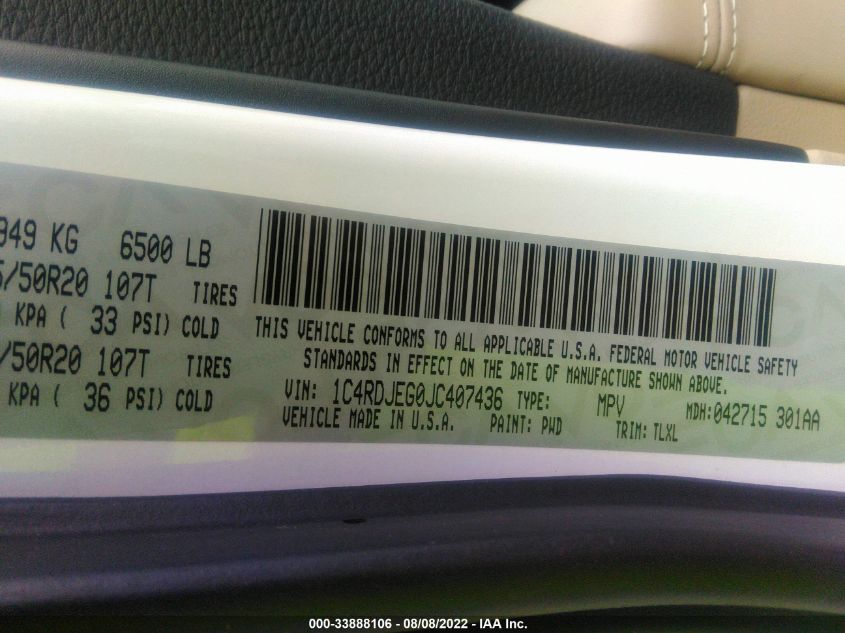 949 KG 6500 LB
/50R20 107T TIRES
KPA ( 33 PSI) COLD
/50R20 107T TIRES
KPA ( 36 PSI) COLD
THIS VEHICLE CONFORMS TO ALL APPLICABLE U.S.A. FEDERAL MOTOR VEHICLE SAFETY
STANDARDS IN EFFECT ON THE DATE OF MANUFACTURE SHOWN ABOVE.
VIN: 1C4RDJEG0JC407436 TYPE: MPV MDH:042715 301AA
VEHICLE MADE IN U.S.A. PAINT: PWD TRIM: TLXL
000-33888106 - 08/08/2022 - IAA Inc.